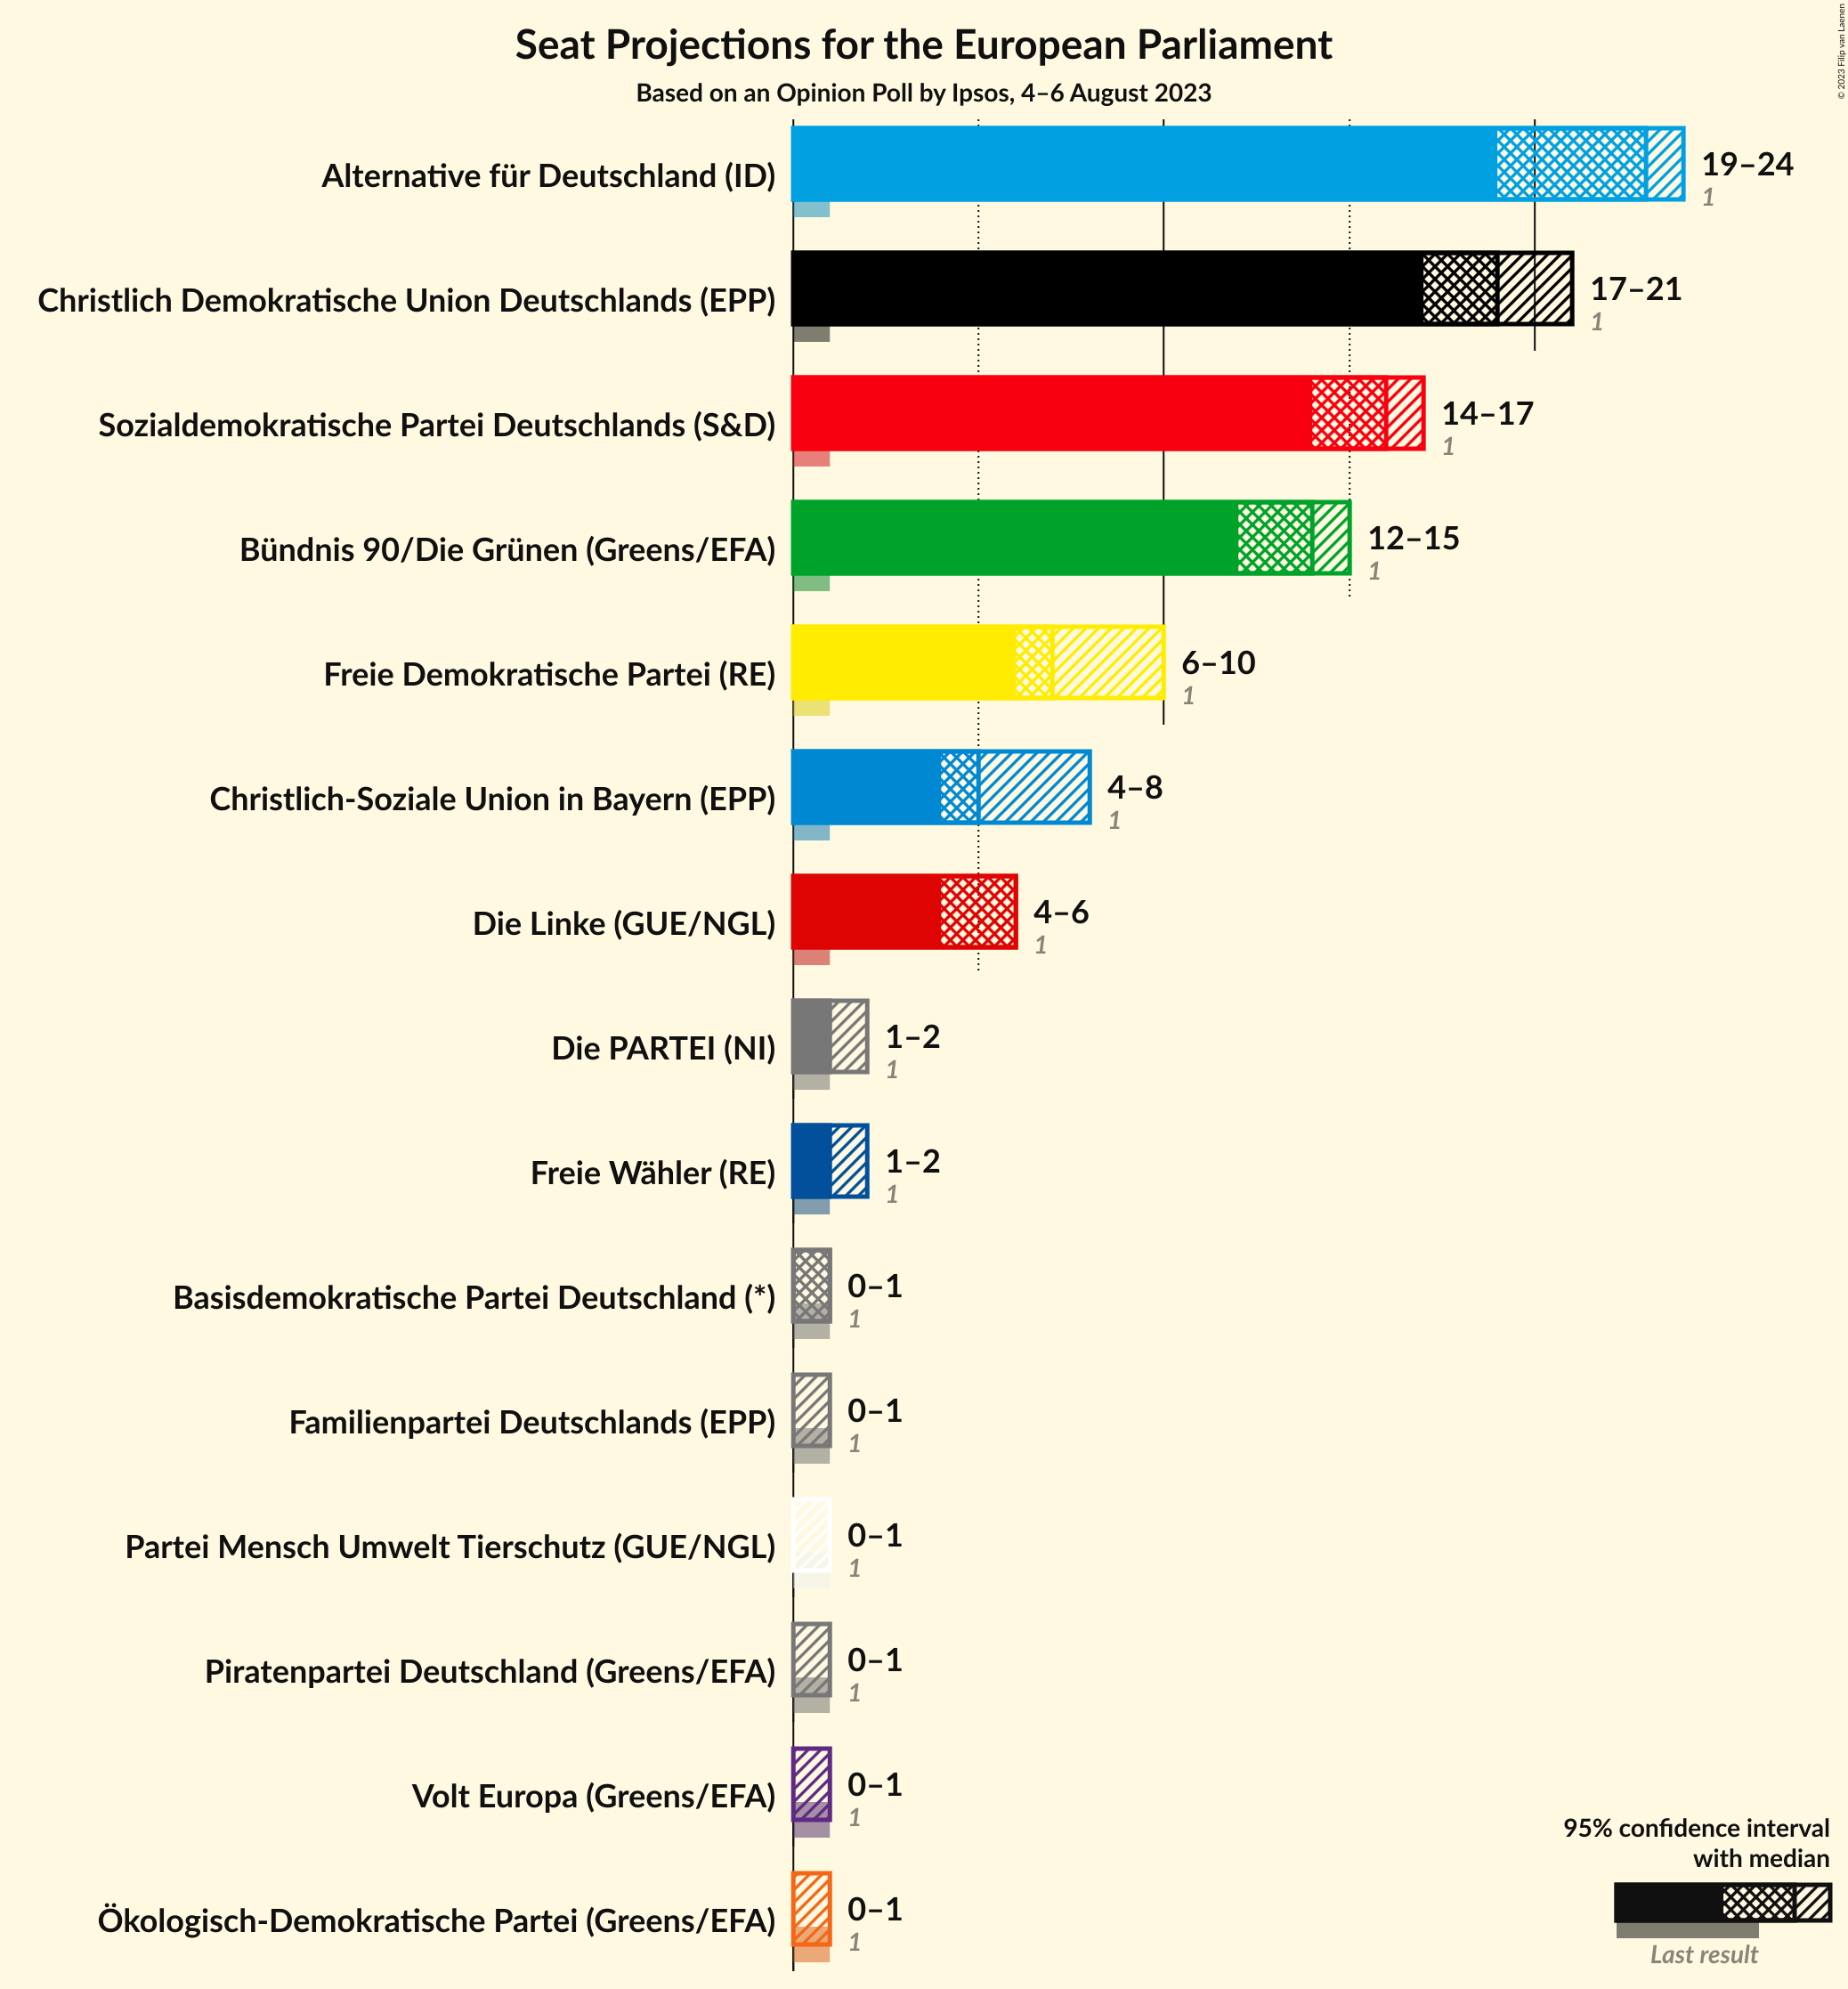 Seat Projections for the European Parliament
Based on an Opinion Poll by Ipsos, 4–6 August 2023
© 2023 Filip van Laenen
Alternative für Deutschland (ID)
19–24
1
Christlich Demokratische Union Deutschlands (EPP)
17–21
1
Sozialdemokratische Partei Deutschlands (S&D)
14–17
1
Bündnis 90/Die Grünen (Greens/EFA)
12–15
1
Freie Demokratische Partei (RE)
6–10
1
Christlich-Soziale Union in Bayern (EPP)
4–8
1
Die Linke (GUE/NGL)
4–6
1
Die PARTEI (NI)
1–2
1
Freie Wähler (RE)
1–2
1
Basisdemokratische Partei Deutschland (*)
0–1
1
Familienpartei Deutschlands (EPP)
0–1
1
Partei Mensch Umwelt Tierschutz (GUE/NGL)
0–1
1
Piratenpartei Deutschland (Greens/EFA)
0–1
1
Volt Europa (Greens/EFA)
0–1
1
Ökologisch-Demokratische Partei (Greens/EFA)
0–1
1
95% confidence interval
with median
Last result